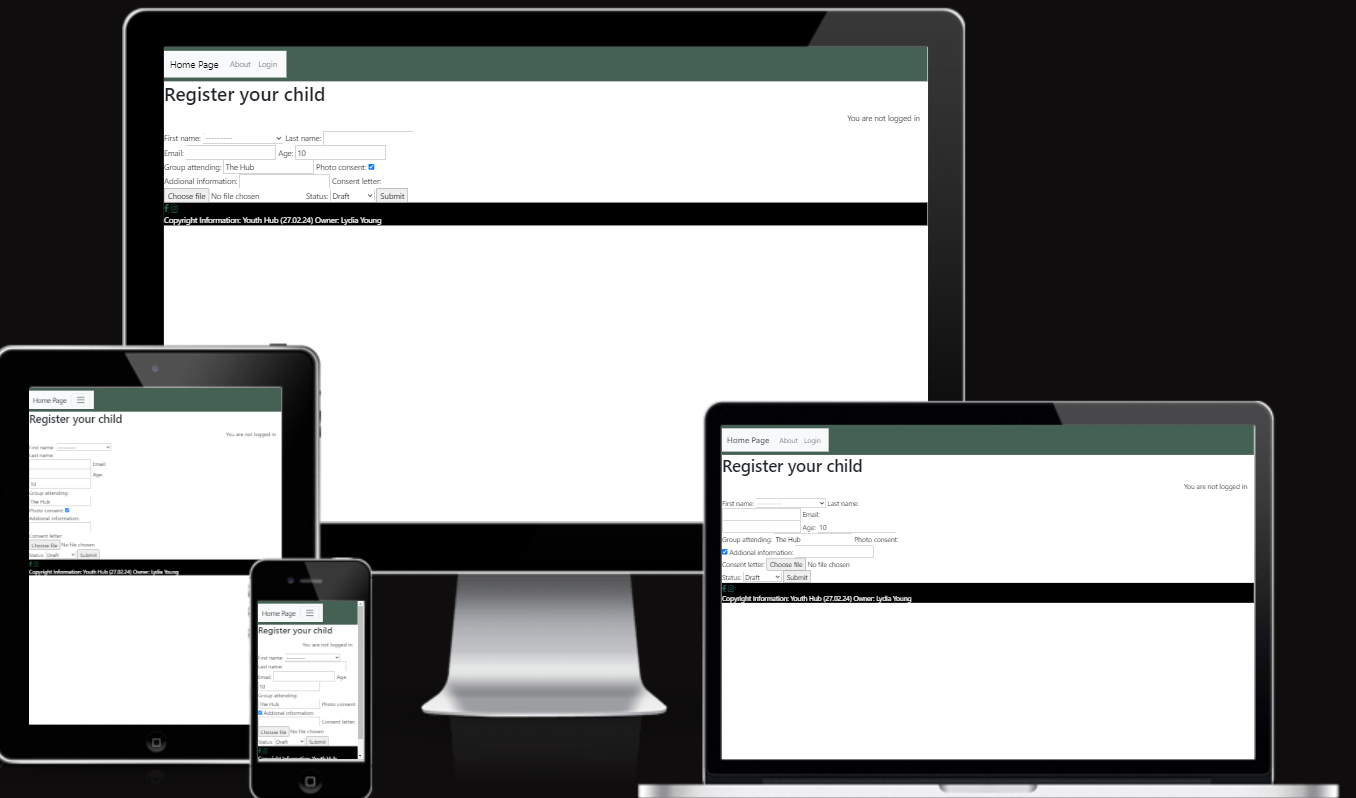 Home Page About Login
Register your child
You are not logged in
First name: --------- Last name:
Email: Age: 10
Group attending: The Hub Photo consent:
Addional information: Consent letter:
Choose file No file chosen Status: Draft Submit
Copyright Information: Youth Hub (27.02.24) Owner: Lydia Young
Home Page
Register your child
You are not logged in
First name: ---------
Last name:
Email:
Age:
10
Group attending:
The Hub
Photo consent:
Addional information:
Consent letter:
Choose file No file chosen
Status: Draft Submit
Copyright Information: Youth Hub (27.02.24) Owner: Lydia Young
Home Page
Register your child
You are not logged in
First name: ---------
Last name:
Email: Age:
10
Group attending:
The Hub Photo consent:
Addional information:
Consent letter:
Choose file No file chosen
Status: Draft Submit
Copyright Information: Youth Hub
Home Page About Login
Register your child
You are not logged in
First name: --------- Last name:
Email:
Age: 10
Group attending: The Hub Photo consent:
Addional information:
Consent letter: Choose file No file chosen
Status: Draft Submit
Copyright Information: Youth Hub (27.02.24) Owner: Lydia Young